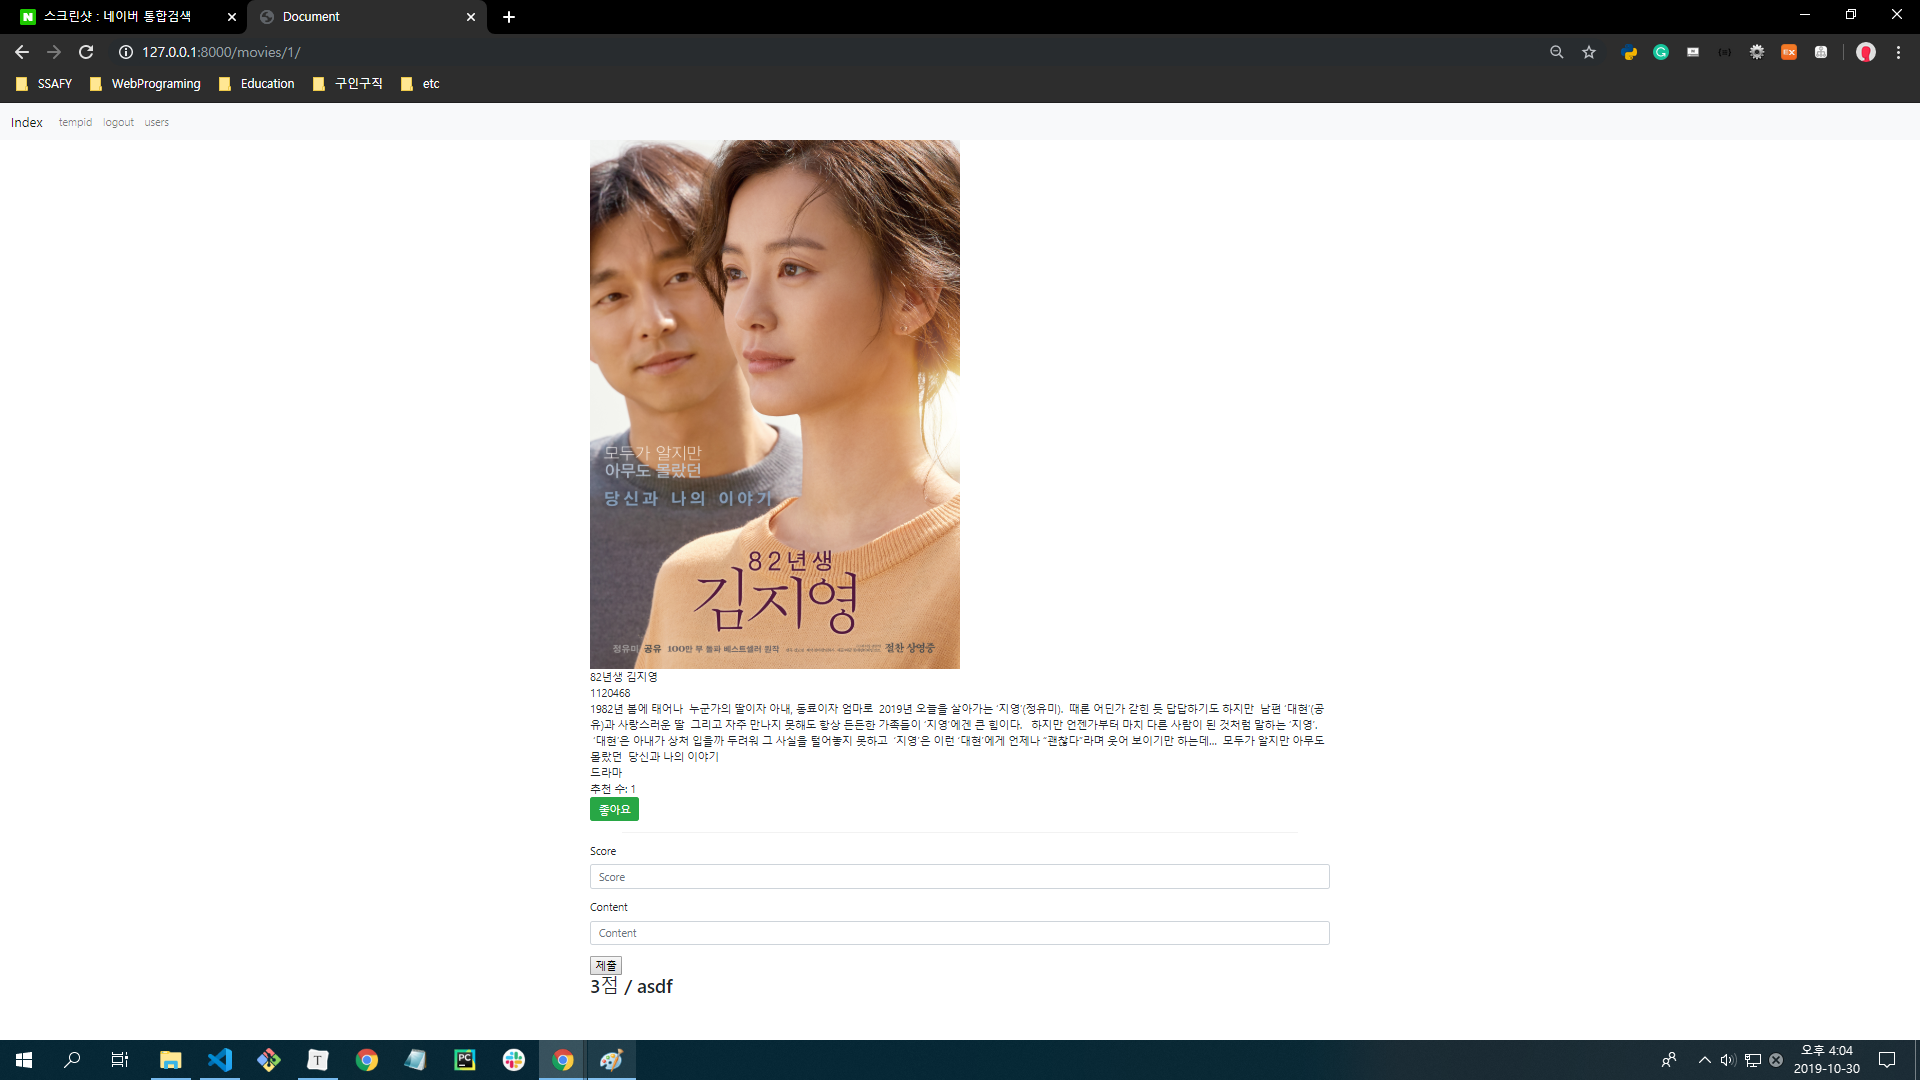 스크린샷 : 네이버 통합검색
Document
127.0.0.1:8000/movies/1/
SSAFY
WebPrograming
Education
구인구직
etc
Index
tempid
logout
users
모두가 알지만
아무도 몰랐던
당신과 나의 이야기
82년생
김지영
정유미 공유 100만 부 돌파 베스트셀러 원작
절찬 상영중
82년생 김지영
1120468
1982년 봄에 태어나 누군가의 딸이자 아내, 동료이자 엄마로 2019년 오늘을 살아가는 ‘지영’(정유미). 때론 어딘가 갇힌 듯 답답하기도 하지만 남편 ‘대현’(공
유)과 사랑스러운 딸 그리고 자주 만나지 못해도 항상 든든한 가족들이 ‘지영’에겐 큰 힘이다. 하지만 언젠가부터 마치 다른 사람이 된 것처럼 말하는 ‘지영’.
‘대현’은 아내가 상처 입을까 두려워 그 사실을 털어놓지 못하고 ‘지영’은 이런 ‘대현’에게 언제나 “괜찮다”라며 웃어 보이기만 하는데... 모두가 알지만 아무도
몰랐던 당신과 나의 이야기
드라마
추천 수: 1
좋아요
Score
Score
Content
Content
제출
3점 / asdf
오후 4:04
2019-10-30